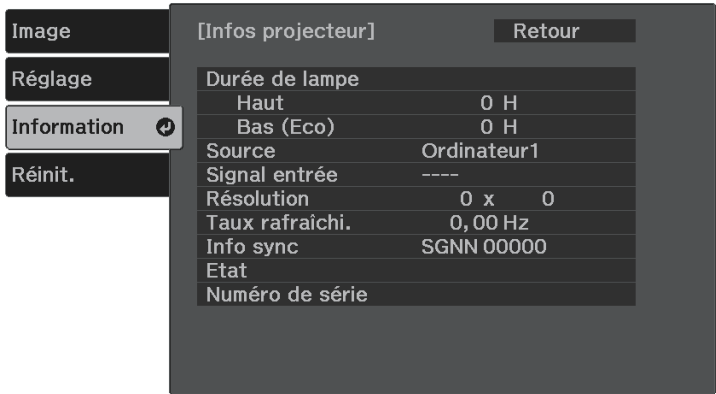 Image
Réglage
Information
Réinit.
[Infos projecteur] Retour
Durée de lampe
Haut 0 H
Bas (Eco) 0 H
Source Ordinateur1
Signal entrée ----
Résolution 0 x 0
Taux rafraîchi. 0,00 Hz
Info sync SGNN 00000
Etat
Numéro de série